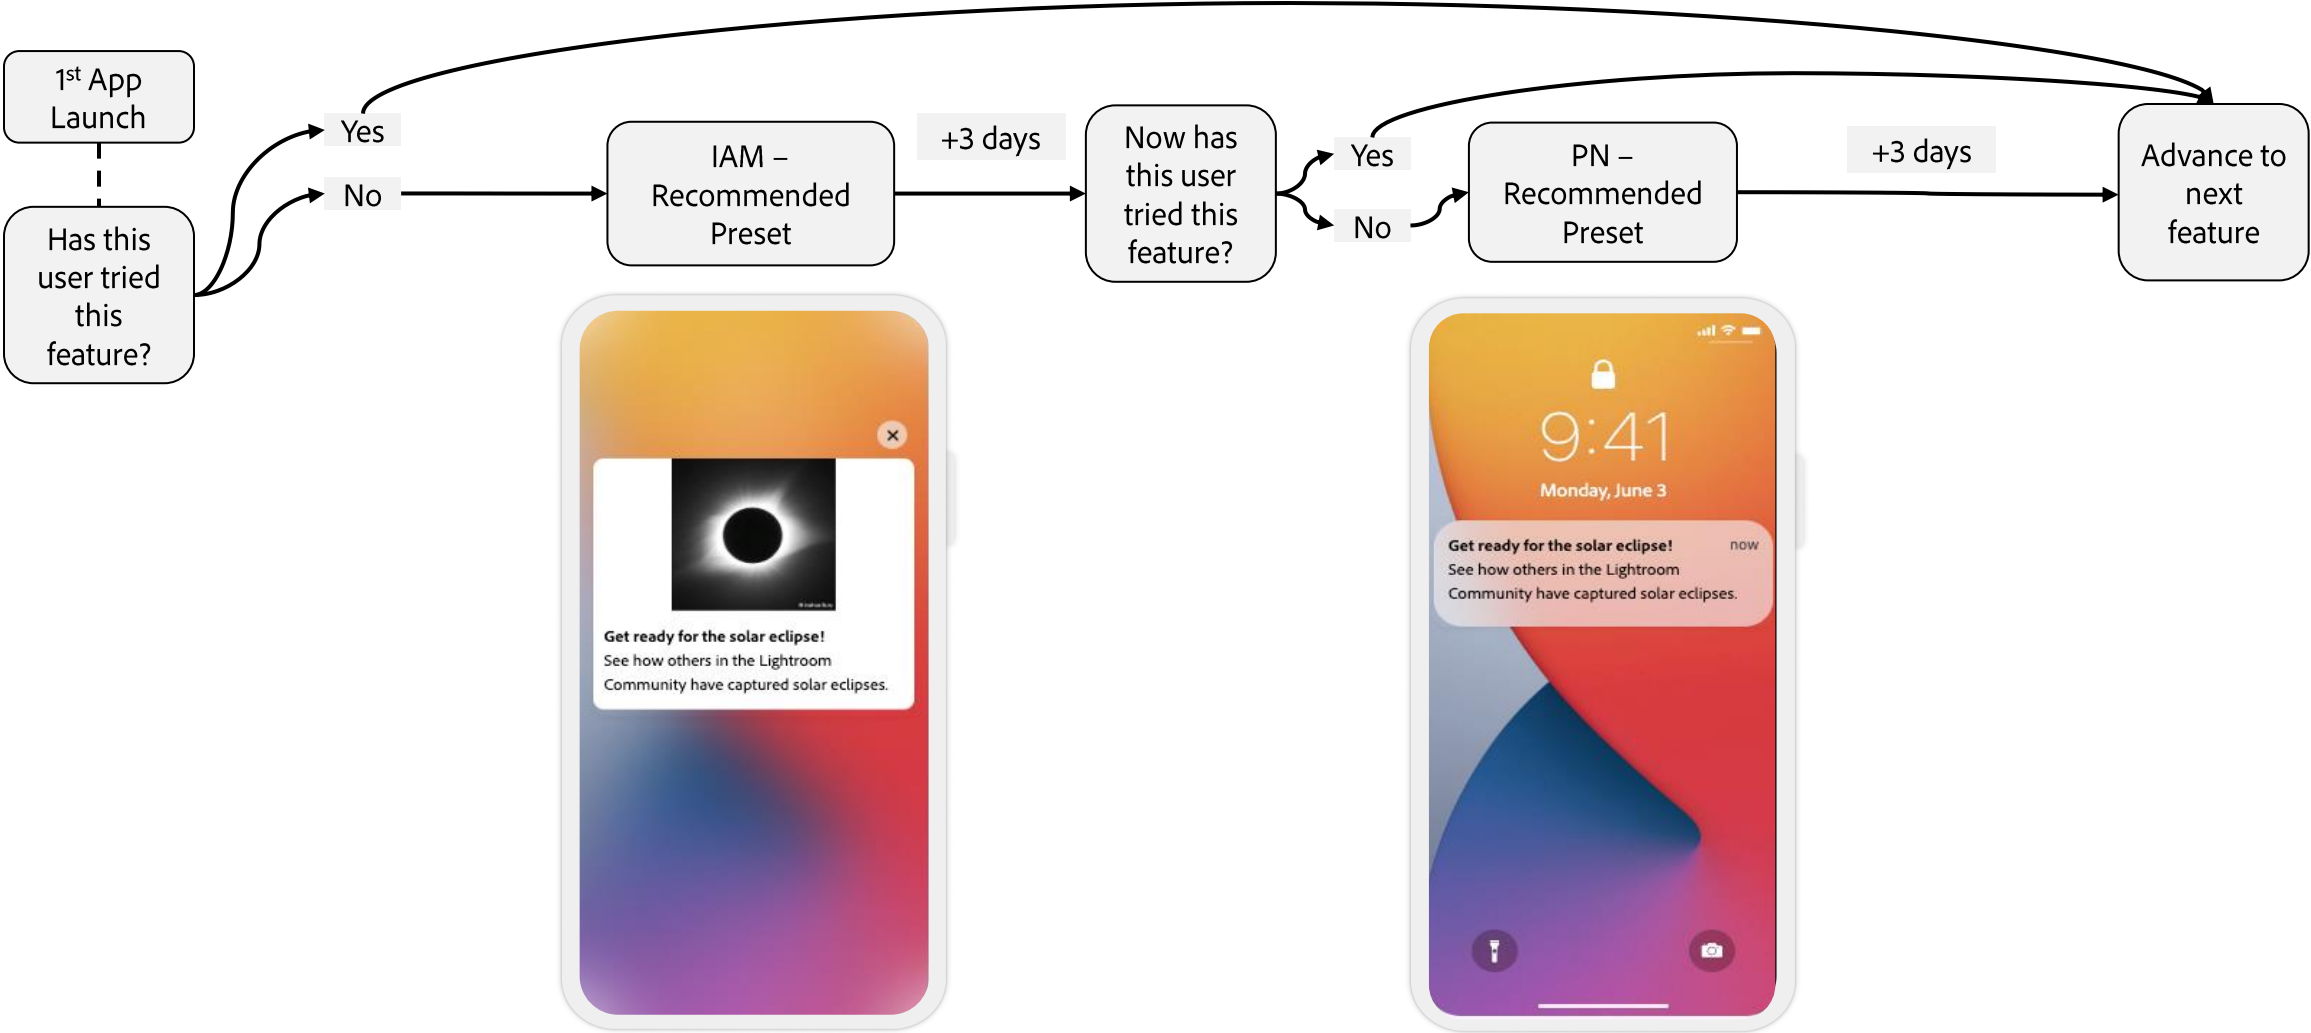 1st App
Launch
Has this
user tried
this
feature?
Yes
No
IAM –
Recommended
Preset
+3 days
Now has
this user
tried this
feature?
Yes
No
PN –
Recommended
Preset
+3 days
Advance to
next
feature
Get ready for the solar eclipse!
See how others in the Lightroom
Community have captured solar eclipses.
9:41
Monday, June 3
Get ready for the solar eclipse! now
See how others in the Lightroom
Community have captured solar eclipses.